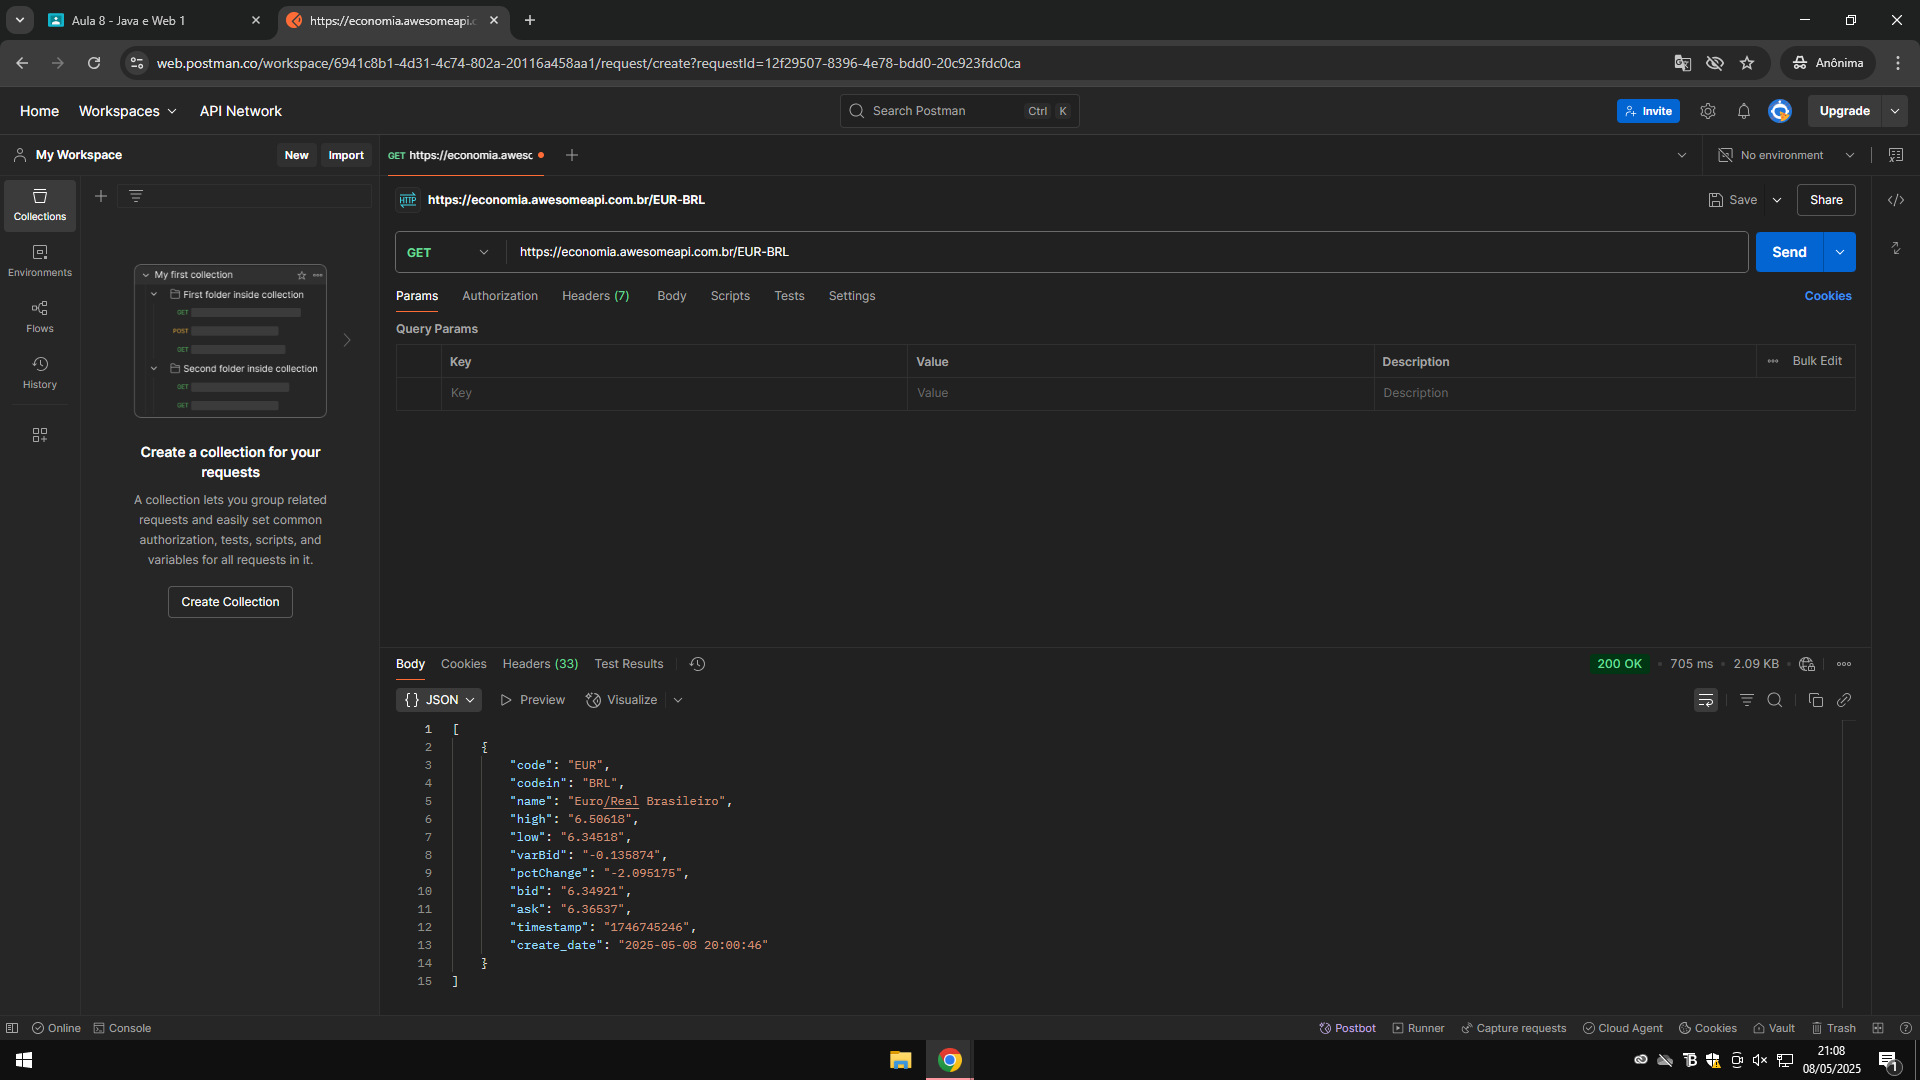 Aula 8 - Java e Web 1
https://economia.awesomeapi.c
web.postman.co/workspace/6941c8b1-4d31-4c74-802a-20116a458aa1/request/create?requestId=12f29507-8396-4e78-bdd0-20c923fdc0ca
Anônima
Home
Workspaces
API Network
Search Postman
Ctrl
K
Invite
Upgrade
My Workspace
New
Import
GET https://economia.awesc
No environment
Collections
Environments
Flows
History
My first collection
First folder inside collection
GET
POST
GET
Second folder inside collection
GET
GET
Create a collection for your
requests
A collection lets you group related
requests and easily set common
authorization, tests, scripts, and
variables for all requests in it.
Create Collection
HTTP
https://economia.awesomeapi.com.br/EUR-BRL
Save
Share
GET
https://economia.awesomeapi.com.br/EUR-BRL
Send
Params
Authorization
Headers (7)
Body
Scripts
Tests
Settings
Cookies
Query Params
Key
Value
Description
Bulk Edit
Key
Value
Description
Body
Cookies
Headers (33)
Test Results
200 OK
705 ms
2.09 KB
{} JSON
Preview
Visualize
1 [
2 {
3 "code": "EUR",
4 "codein": "BRL",
5 "name": "Euro/Real Brasileiro",
6 "high": "6.50618",
7 "low": "6.34518",
8 "varBid": "-0.135874",
9 "pctChange": "-2.095175",
10 "bid": "6.34921",
11 "ask": "6.36537",
12 "timestamp": "1746745246",
13 "create_date": "2025-05-08 20:00:46"
14 }
15 ]
Online
Console
Postbot
Runner
Capture requests
Cloud Agent
Cookies
Vault
Trash
21:08
08/05/2025
1